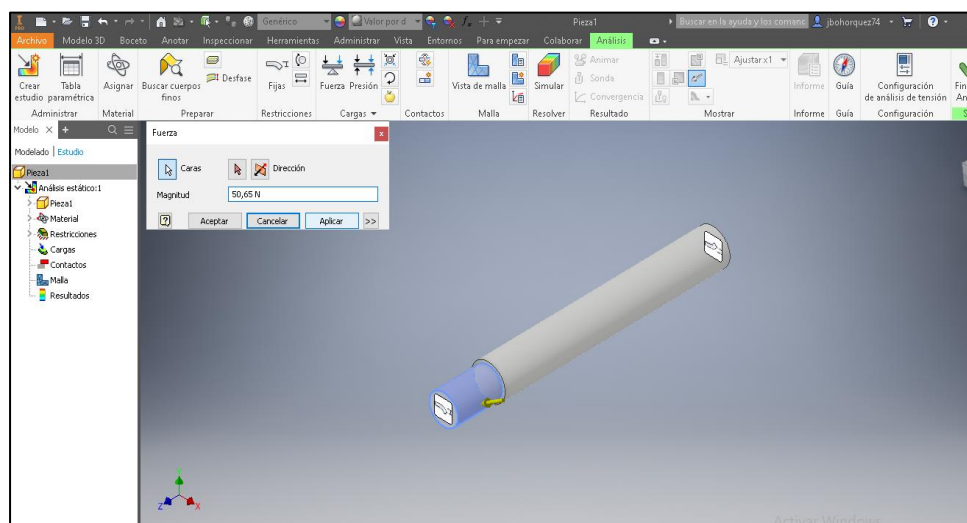 PRO
Genérico
Valor por d
Pieza1
Buscar en la ayuda y los comanc
jbohorquez74
Archivo Modelo 3D Boceto Anotar Inspeccionar Herramientas Administrar Vista Entornos Para empezar Colaborar Análisis
Crear estudio
Tabla paramétrica
Asignar
Buscar cuerpos finos
Desfase
Fijas
Fuerza
Presión
Vista de malla
Simular
Animar
Sonda
Convergencia
Ajustar x1
Informe
Guía
Configuración de análisis de tensión
Fin
Administrar
Material
Preparar
Restricciones
Cargas
Contactos
Malla
Resolver
Resultado
Mostrar
Informe
Guía
Configuración
Modelo
Modelado
Estudio
Pieza1
Análisis estático:1
Pieza1
Material
Restricciones
Cargas
Contactos
Malla
Resultados
Fuerza
x
Caras
Dirección
Magnitud
50,65 N
Aceptar
Cancelar
Aplicar
>>
Z
X
Activar Windows